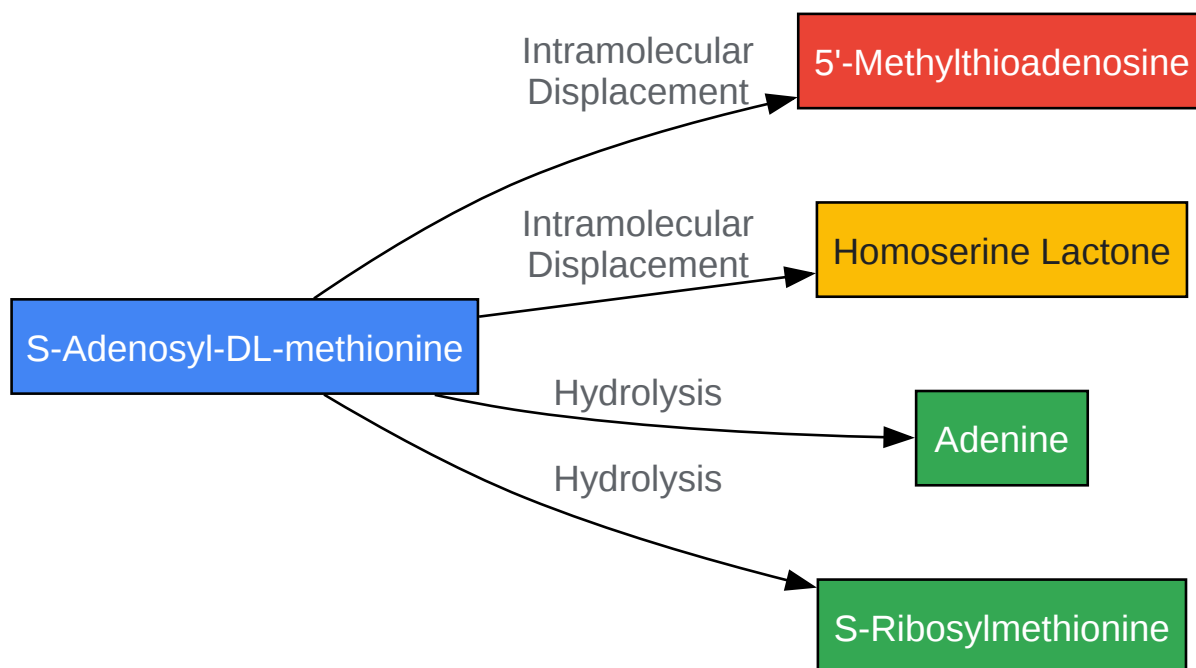 Intramolecular
Displacement
5'-Methylthioadenosine
Intramolecular
Displacement
Homoserine Lactone
S-Adenosyl-DL-methionine
Hydrolysis
Adenine
Hydrolysis
S-Ribosylmethionine